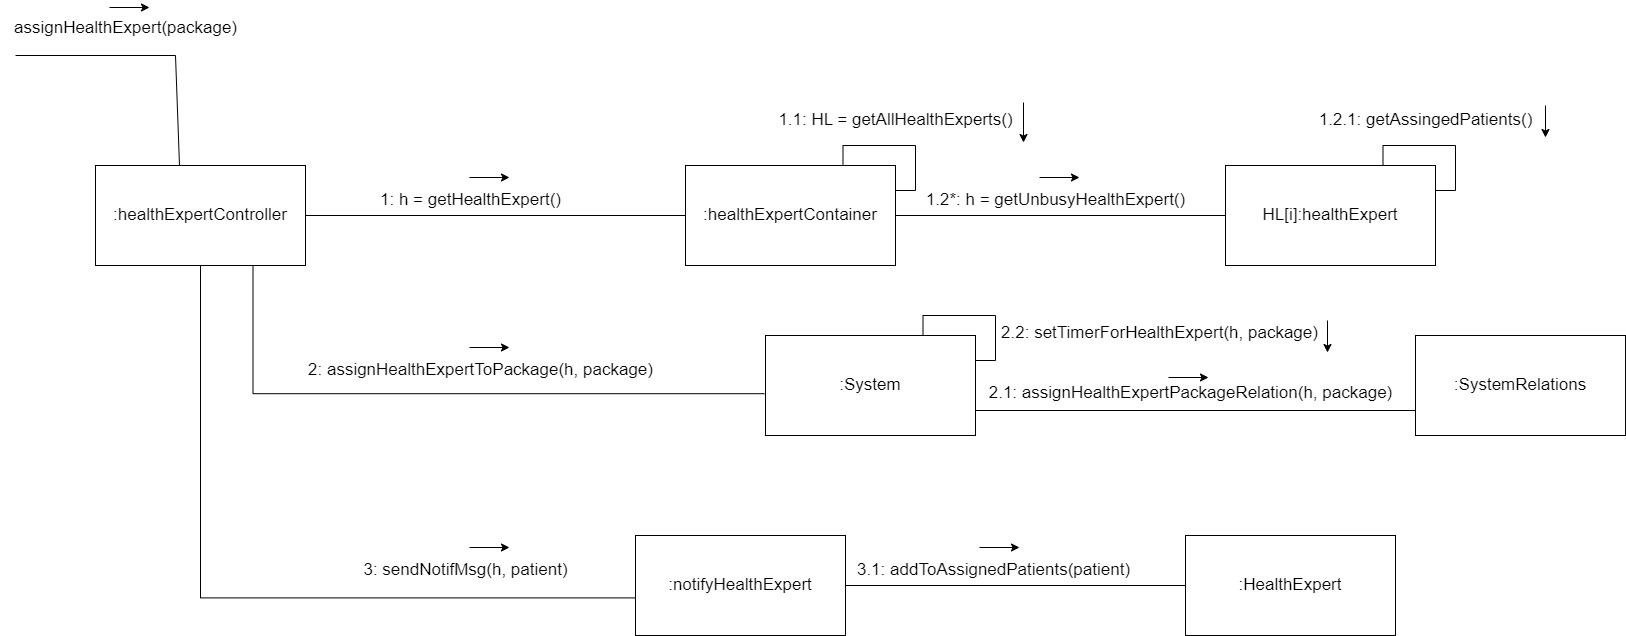 assignHealthExpert(package)
1.1: HL = getAllHealthExperts()
1.2.1: getAssingedPatients()
:healthExpertController
1: h = getHealthExpert()
:healthExpertContainer
1.2*: h = getUnbusyHealthExpert()
HL[i]:healthExpert
2.2: setTimerForHealthExpert(h, package)
2: assignHealthExpertToPackage(h, package)
:System
2.1: assignHealthExpertPackageRelation(h, package)
:SystemRelations
3: sendNotifMsg(h, patient)
:notifyHealthExpert
3.1: addToAssignedPatients(patient)
:HealthExpert